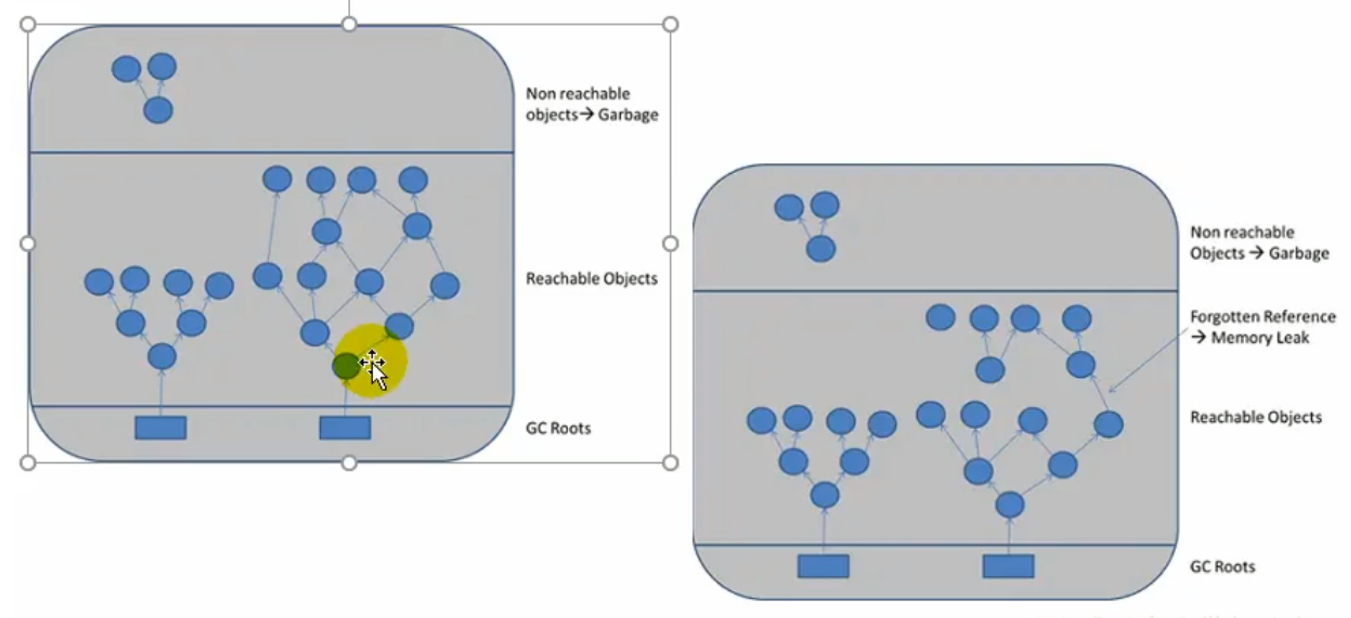 Non reachable
objects→ Garbage
Reachable Objects
GC Roots
Non reachable
Objects → Garbage
Forgotten Reference
→ Memory Leak
Reachable Objects
GC Roots